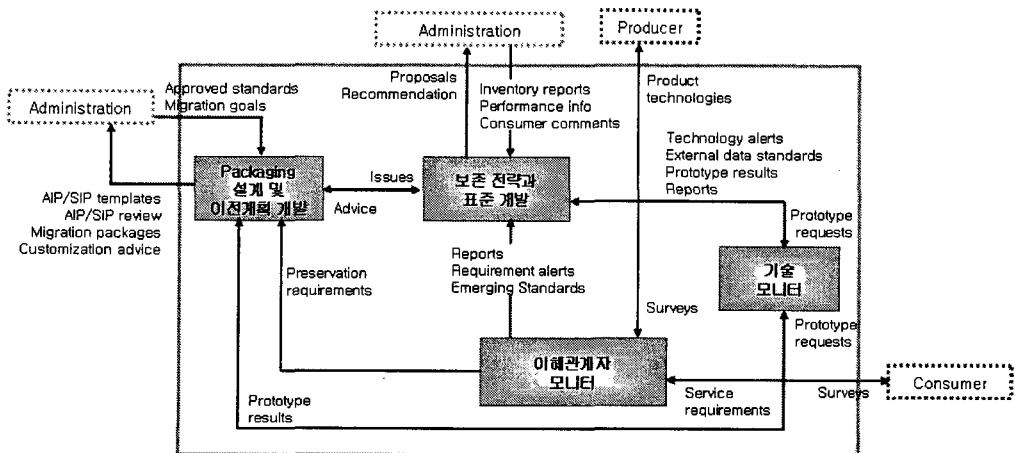 Administration
Producer
Administration
Approved standards
Migration goals
Proposals
Recommendation
Inventory reports
Performance info
Consumer comments
Product
technologies
Technology alerts
External data standards
Prototype results
Reports
Packaging
설계 및
이전계획 개발
Issues
Advice
보존 전략과
표준 개발
AIP/SIP templates
AIP/SIP review
Migration packages
Customization advice
Prototype
requests
Preservation
requirements
Reports
Requirement alerts
Emerging Standards
기술
모니터
Surveys
Prototype
requests
이해관계자
모니터
Prototype
results
Service
requirements
Surveys
Consumer